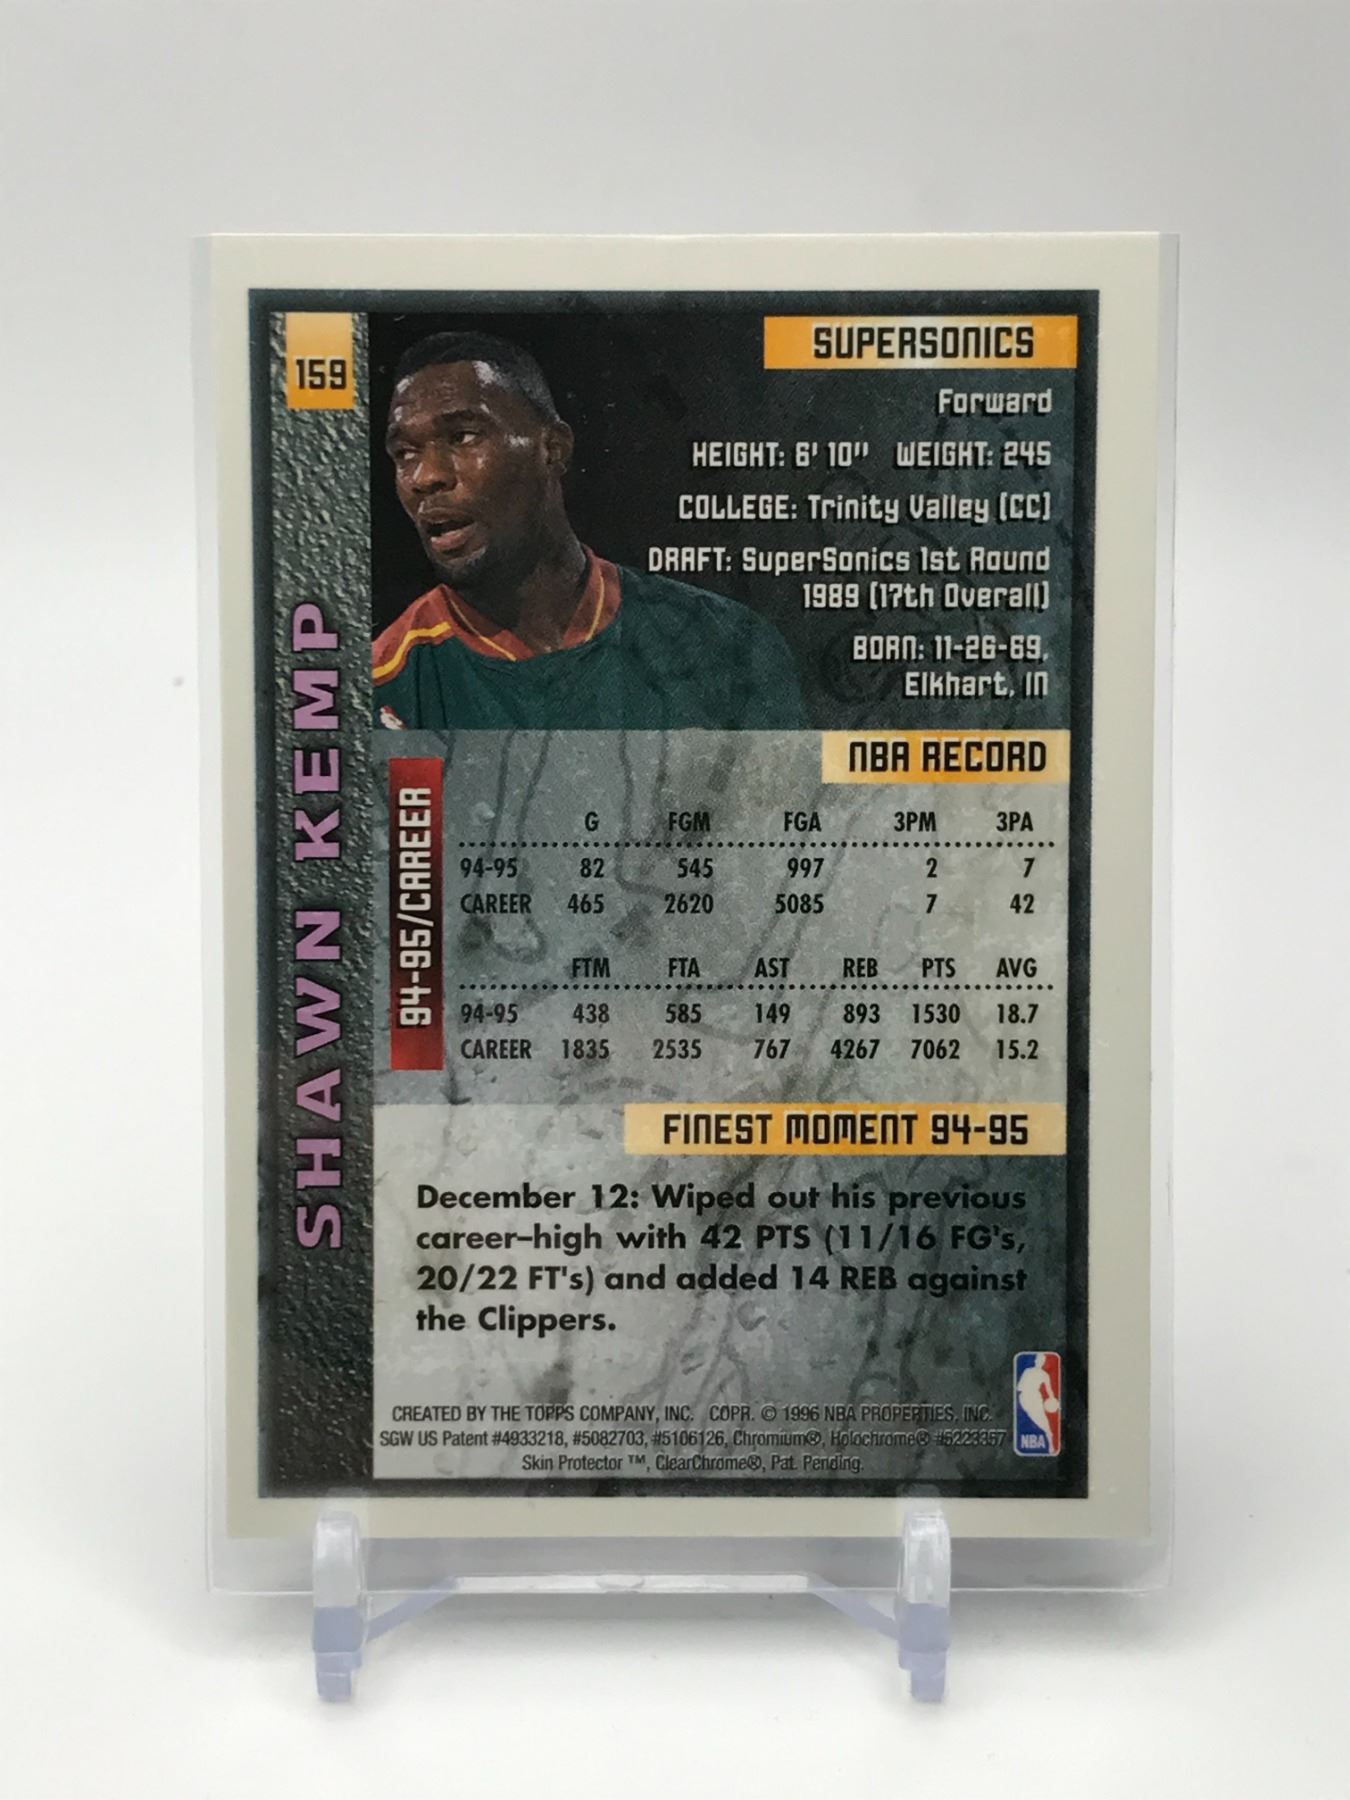 159
SHAWN KEMP
SUPERSONICS
Forward
HEIGHT: 6' 10" WEIGHT: 245
COLLEGE: Trinity Valley (CC)
DRAFT: SuperSonics 1st Round
1989 (17th Overall)
BORN: 11-26-69,
Elkhart, IN
NBA RECORD
94-95/CAREER
G FGM FGA 3PM 3PA
94-95 82 545 997 2 7
CAREER 465 2620 5085 7 42
FTM FTA AST REB PTS AVG
94-95 438 585 149 893 1530 18.7
CAREER 1835 2535 767 4267 7062 15.2
FINEST MOMENT 94-95
December 12: Wiped out his previous
career–high with 42 PTS (11/16 FG's,
20/22 FT's) and added 14 REB against
the Clippers.
CREATED BY THE TOPPS COMPANY, INC. COPR. © 1996 NBA PROPERTIES, INC.
SGW US Patent #4933218, #5082703, #5106126, Chromium®, Holochrome® #5223357
Skin Protector ™, ClearChrome®, Pat. Pending.
NBA